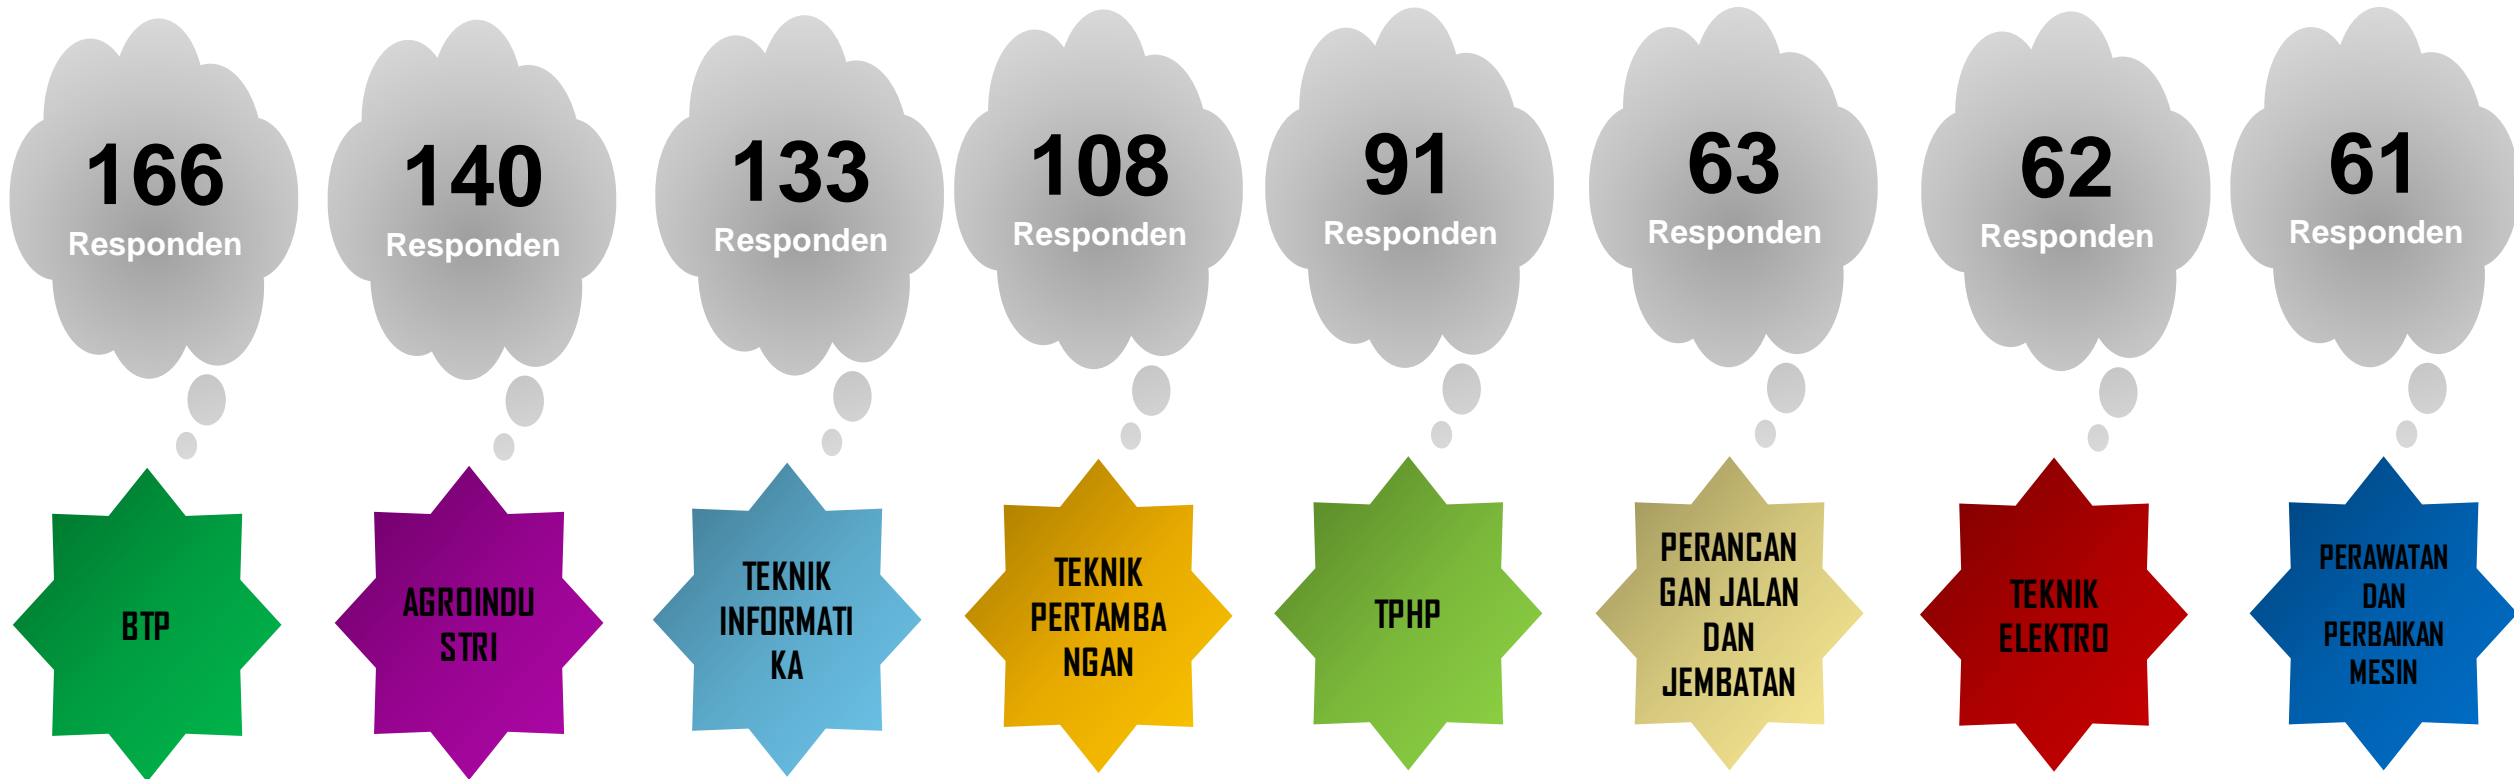 166
Responden
140
Responden
133
Responden
108
Responden
91
Responden
63
Responden
62
Responden
61
Responden
BTP
AGROINDU
STRI
TEKNIK
INFORMATI
KA
TEKNIK
PERTAMBA
NGAN
TPHP
PERANCAN
GAN JALAN
DAN
JEMBATAN
TEKNIK
ELEKTRO
PERAWATAN
DAN
PERBAIKAN
MESIN